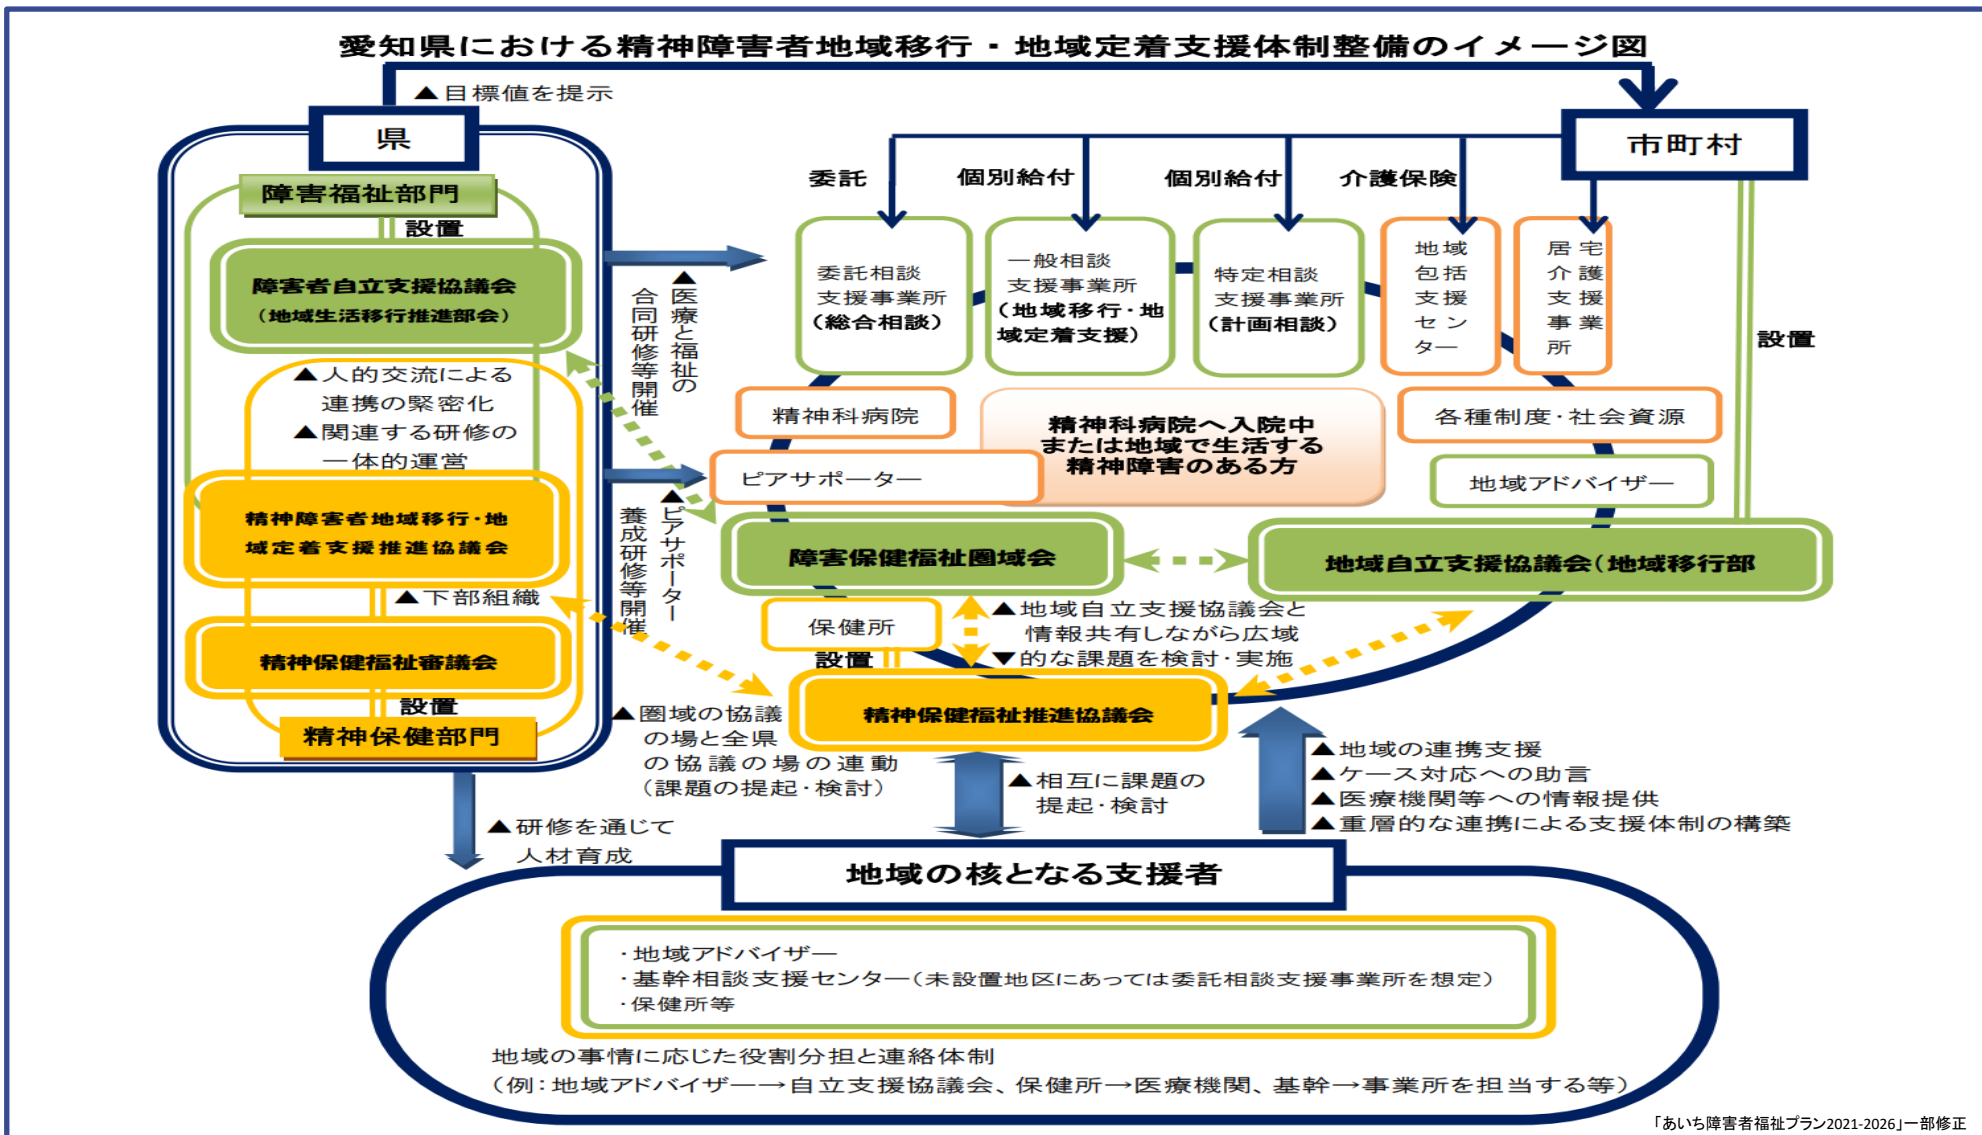 愛知県における精神障害者地域移行・地域定着支援体制整備のイメージ図
▲目標値を提示
県
障害福祉部門
設置
障害者自立支援協議会
（地域生活移行推進部会）
▲人的交流による
連携の緊密化
▲関連する研修の
一体的運営
精神障害者地域移行・地
域定着支援推進協議会
▲下部組織
精神保健福祉審議会
設置
精神保健部門
▲医療と福祉の
合同研修等開催
▲ピアサポーター
養成研修等開催
市町村
委託
個別給付
個別給付
介護保険
委託相談
支援事業所
(総合相談)
一般相談
支援事業所
(地域移行・地
域定着支援)
特定相談
支援事業所
(計画相談)
地域
包括
支援
セン
ター
居宅
介護
支援
事業
所
設置
精神科病院
精神科病院へ入院中
または地域で生活する
精神障害のある方
各種制度・社会資源
ピアサポーター
地域アドバイザー
障害保健福祉圏域会
地域自立支援協議会(地域移行部
保健所
設置
▲地域自立支援協議会と
情報共有しながら広域
▼的な課題を検討・実施
精神保健福祉推進協議会
▲圏域の協議
の場と全県
の協議の場の連動
（課題の提起・検討）
▲相互に課題の
提起・検討
▲地域の連携支援
▲ケース対応への助言
▲医療機関等への情報提供
▲重層的な連携による支援体制の構築
▲研修を通じて
人材育成
地域の核となる支援者
・地域アドバイザー
・基幹相談支援センター(未設置地区にあっては委託相談支援事業所を想定)
・保健所等
地域の事情に応じた役割分担と連絡体制
（例：地域アドバイザー→自立支援協議会、保健所→医療機関、基幹→事業所を担当する等）
「あいち障害者福祉プラン2021-2026」一部修正